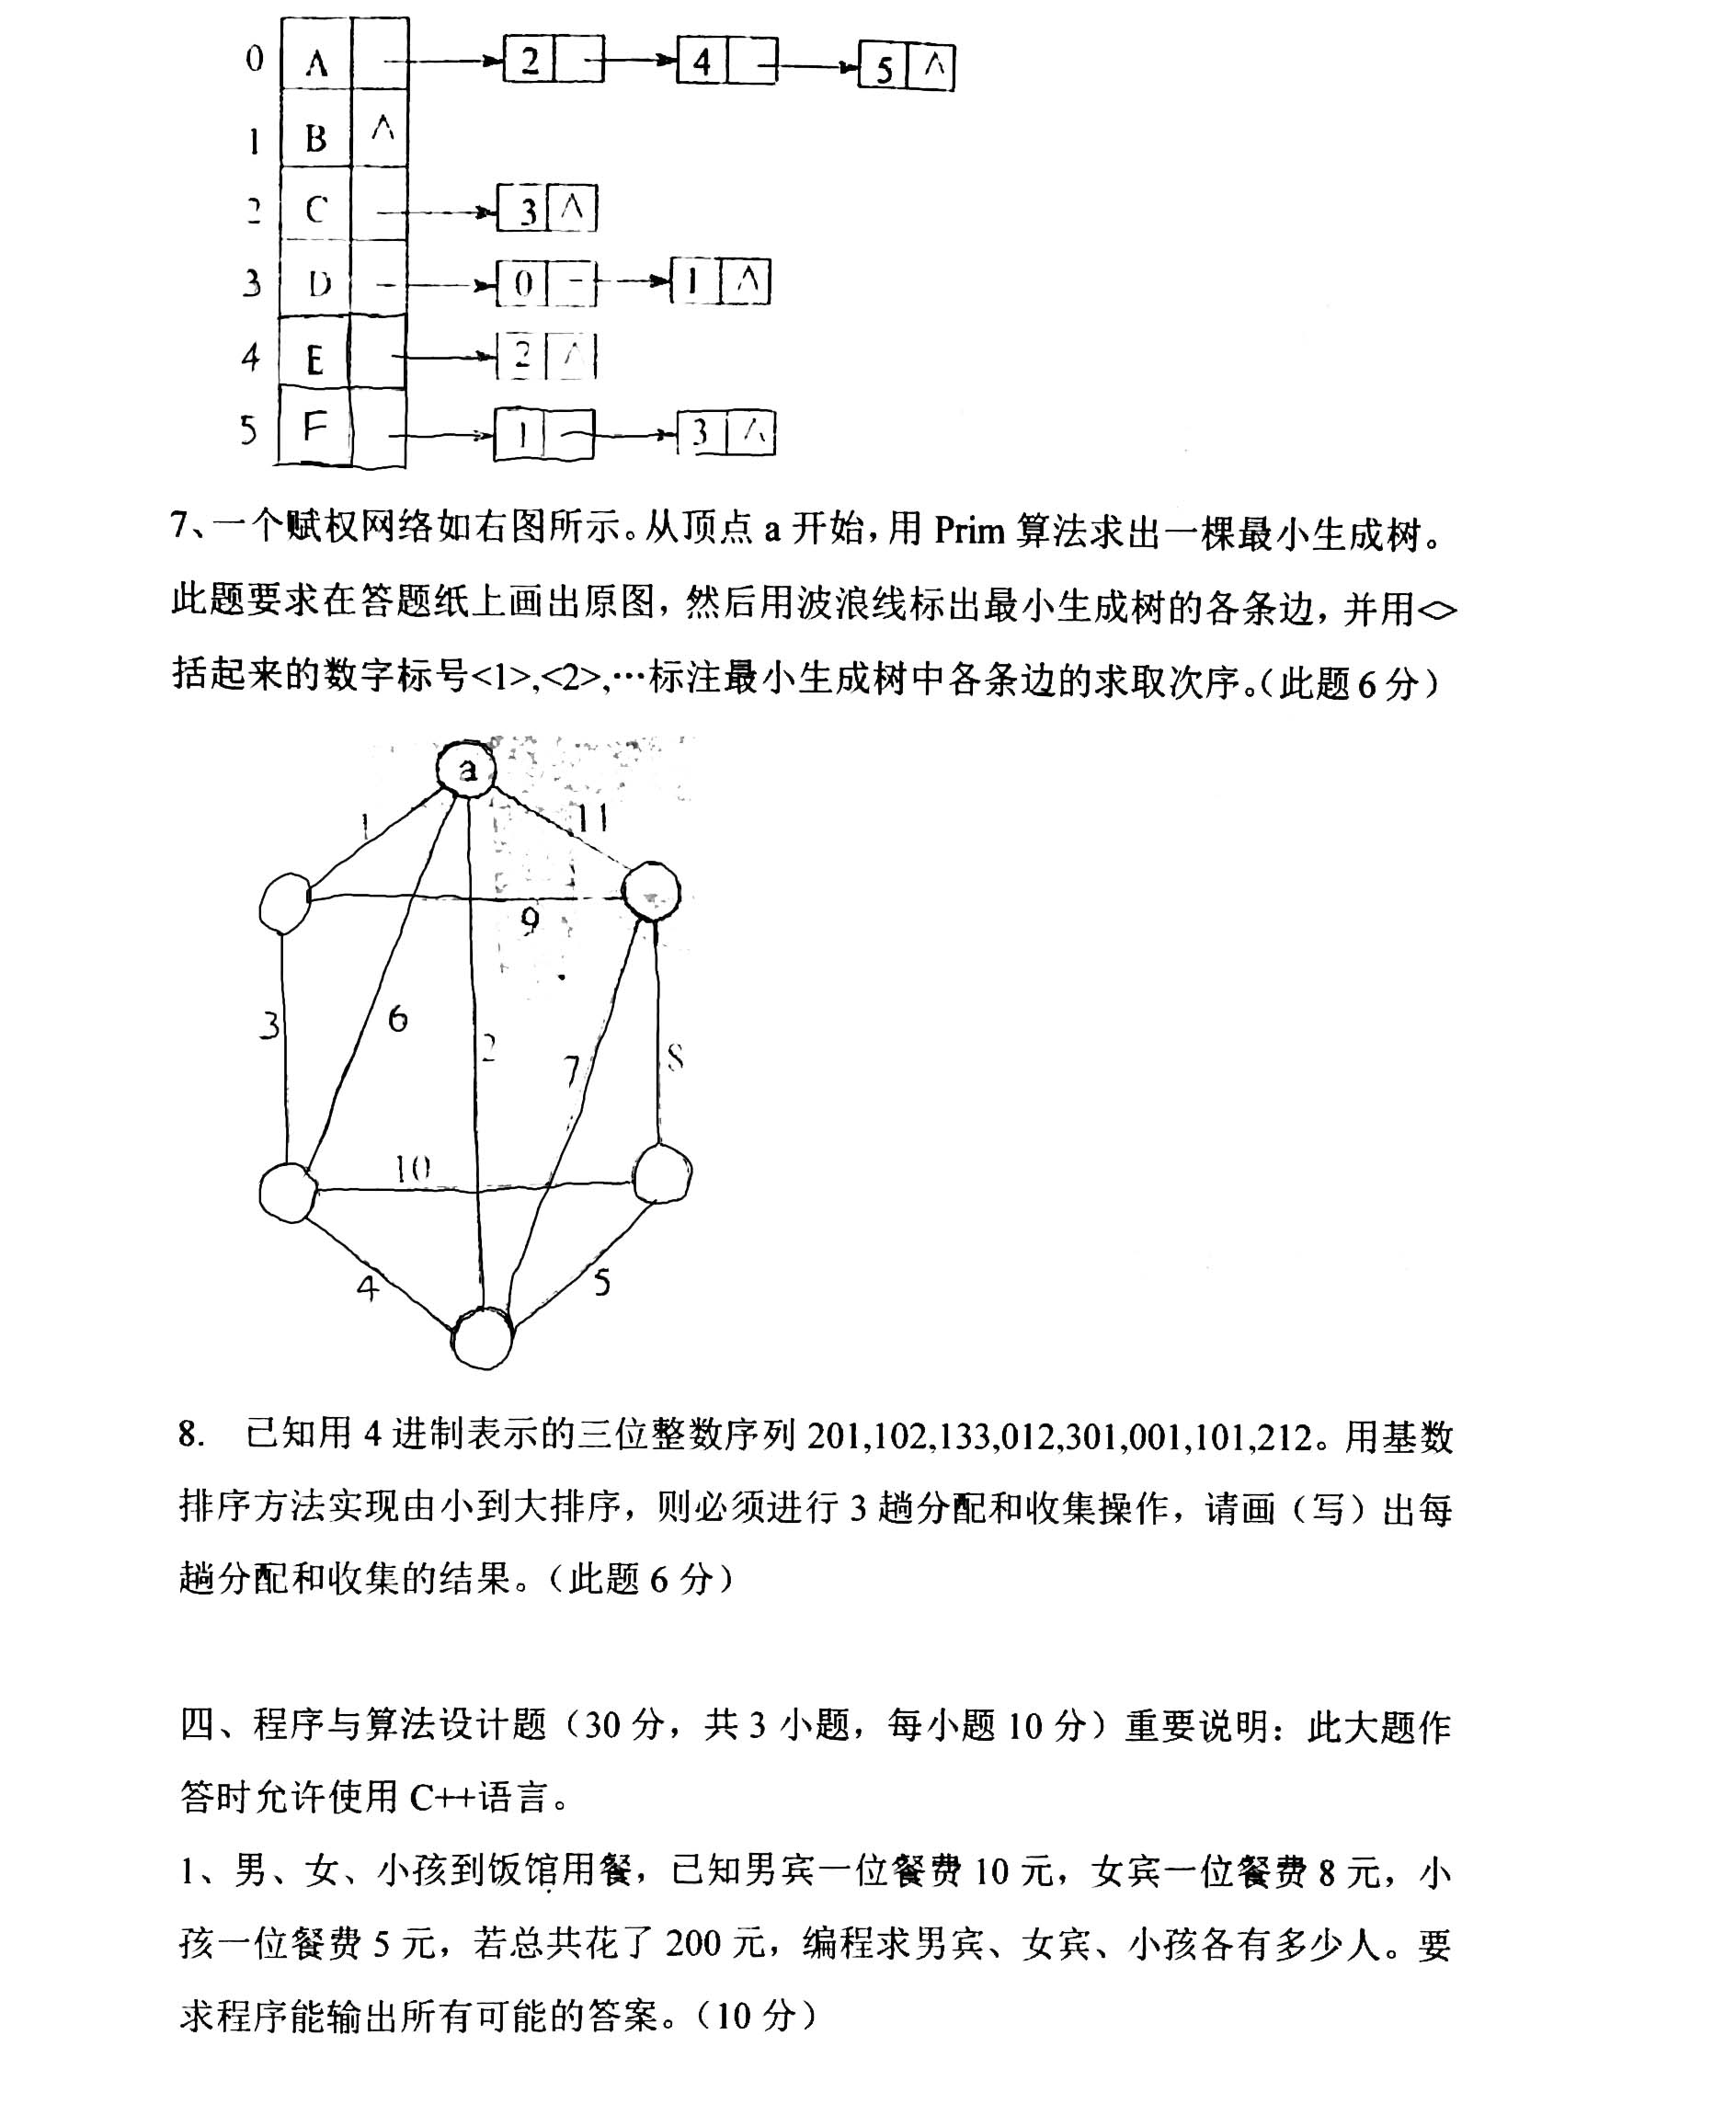 0 A 2 4 5 ∧
1 B ∧
2 C 3 ∧
3 D 0 1 ∧
4 E 2 ∧
5 F 1 3 ∧
7、一个赋权网络如右图所示。从顶点 a 开始，用 Prim 算法求出一棵最小生成树。
此题要求在答题纸上画出原图，然后用波浪线标出最小生成树的各条边，并用<>
括起来的数字标号<1>,<2>,…标注最小生成树中各条边的求取次序。（此题 6 分）
a
1 11
9
3 6 2 7 8
10
4 5
8. 已知用 4 进制表示的三位整数序列 201,102,133,012,301,001,101,212。用基数
排序方法实现由小到大排序，则必须进行 3 趟分配和收集操作，请画（写）出每
趟分配和收集的结果。（此题 6 分）
四、程序与算法设计题（30 分，共 3 小题，每小题 10 分）重要说明：此大题作
答时允许使用 C++语言。
1、男、女、小孩到饭馆用餐，已知男宾一位餐费 10 元，女宾一位餐费 8 元，小
孩一位餐费 5 元，若总共花了 200 元，编程求男宾、女宾、小孩各有多少人。要
求程序能输出所有可能的答案。（10 分）